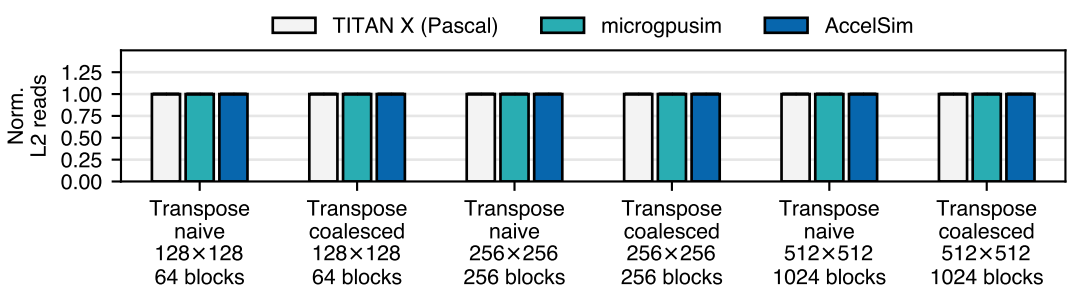 TITAN X (Pascal) microgpusim AccelSim
Norm.
L2 reads
1.25
1.00
0.75
0.50
0.25
0.00
Transpose
naive
128×128
64 blocks
Transpose
coalesced
128×128
64 blocks
Transpose
naive
256×256
256 blocks
Transpose
coalesced
256×256
256 blocks
Transpose
naive
512×512
1024 blocks
Transpose
coalesced
512×512
1024 blocks